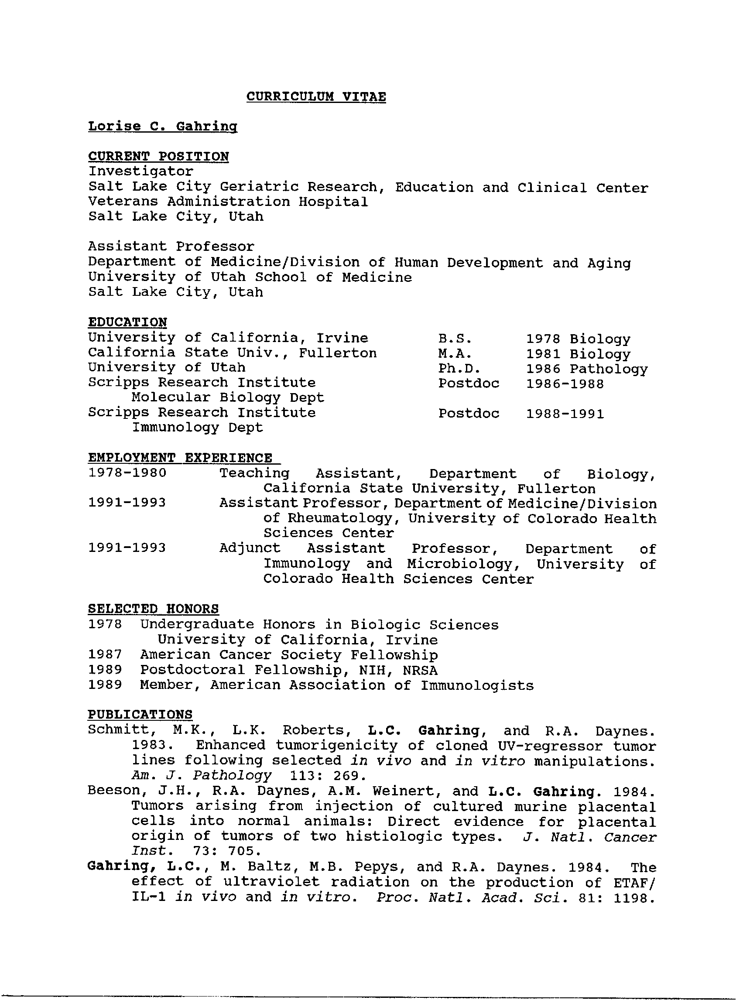 CURRICULUM VITAE
Lorise C. Gahring
CURRENT POSITION
Investigator
Salt Lake City Geriatric Research, Education and Clinical Center
Veterans Administration Hospital
Salt Lake City, Utah
Assistant Professor
Department of Medicine/Division of Human Development and Aging
University of Utah School of Medicine
Salt Lake City, Utah
EDUCATION
University of California, Irvine B.S. 1978 Biology
California State Univ., Fullerton M.A. 1981 Biology
University of Utah Ph.D. 1986 Pathology
Scripps Research Institute Postdoc 1986-1988
Molecular Biology Dept
Scripps Research Institute Postdoc 1988-1991
Immunology Dept
EMPLOYMENT EXPERIENCE
1978-1980 Teaching Assistant, Department of Biology,
California State University, Fullerton
1991-1993 Assistant Professor, Department of Medicine/Division
of Rheumatology, University of Colorado Health
Sciences Center
1991-1993 Adjunct Assistant Professor, Department of
Immunology and Microbiology, University of
Colorado Health Sciences Center
SELECTED HONORS
1978 Undergraduate Honors in Biologic Sciences
University of California, Irvine
1987 American Cancer Society Fellowship
1989 Postdoctoral Fellowship, NIH, NRSA
1989 Member, American Association of Immunologists
PUBLICATIONS
Schmitt, M.K., L.K. Roberts, L.C. Gahring, and R.A. Daynes.
1983. Enhanced tumorigenicity of cloned UV-regressor tumor
lines following selected in vivo and in vitro manipulations.
Am. J. Pathology 113: 269.
Beeson, J.H., R.A. Daynes, A.M. Weinert, and L.C. Gahring. 1984.
Tumors arising from injection of cultured murine placental
cells into normal animals: Direct evidence for placental
origin of tumors of two histiologic types. J. Natl. Cancer
Inst. 73: 705.
Gahring, L.C., M. Baltz, M.B. Pepys, and R.A. Daynes. 1984. The
effect of ultraviolet radiation on the production of ETAF/
IL-1 in vivo and in vitro. Proc. Natl. Acad. Sci. 81: 1198.